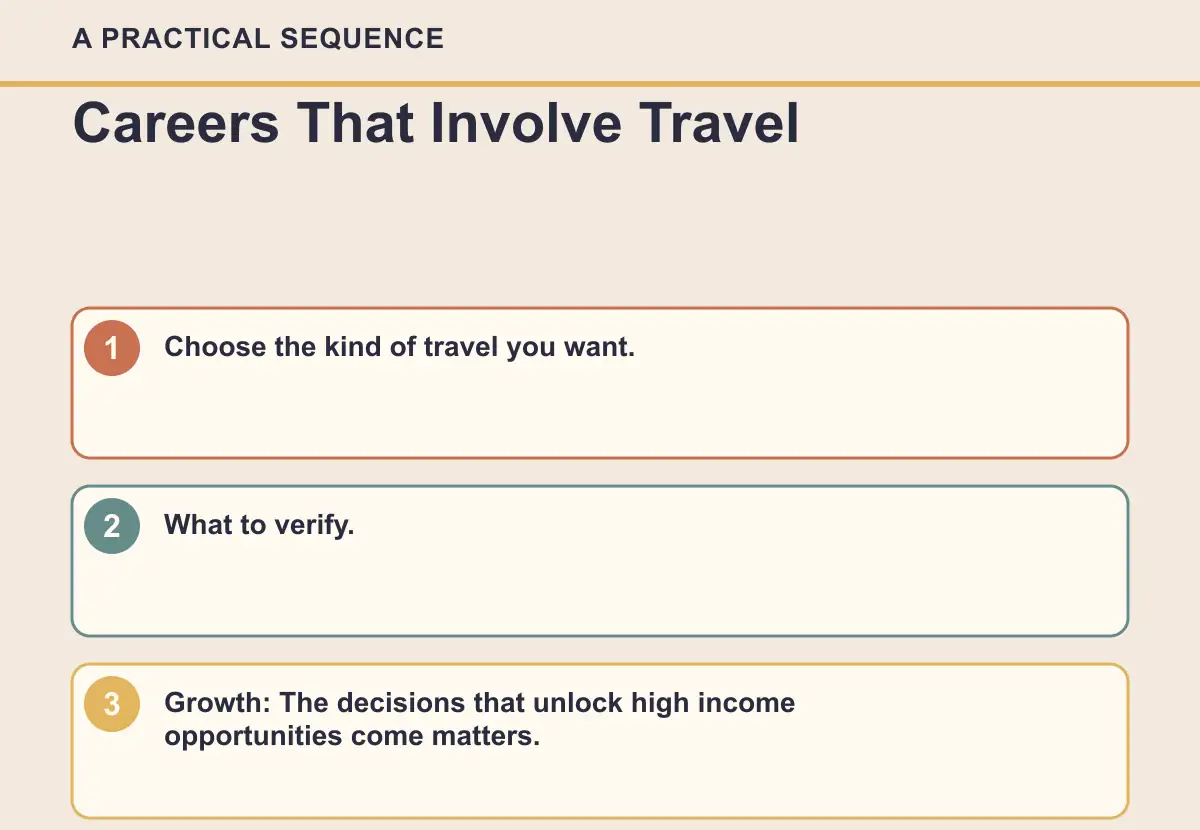 A PRACTICAL SEQUENCE
Careers That Involve Travel
1
Choose the kind of travel you want.
2
What to verify.
3
Growth: The decisions that unlock high income
opportunities come matters.